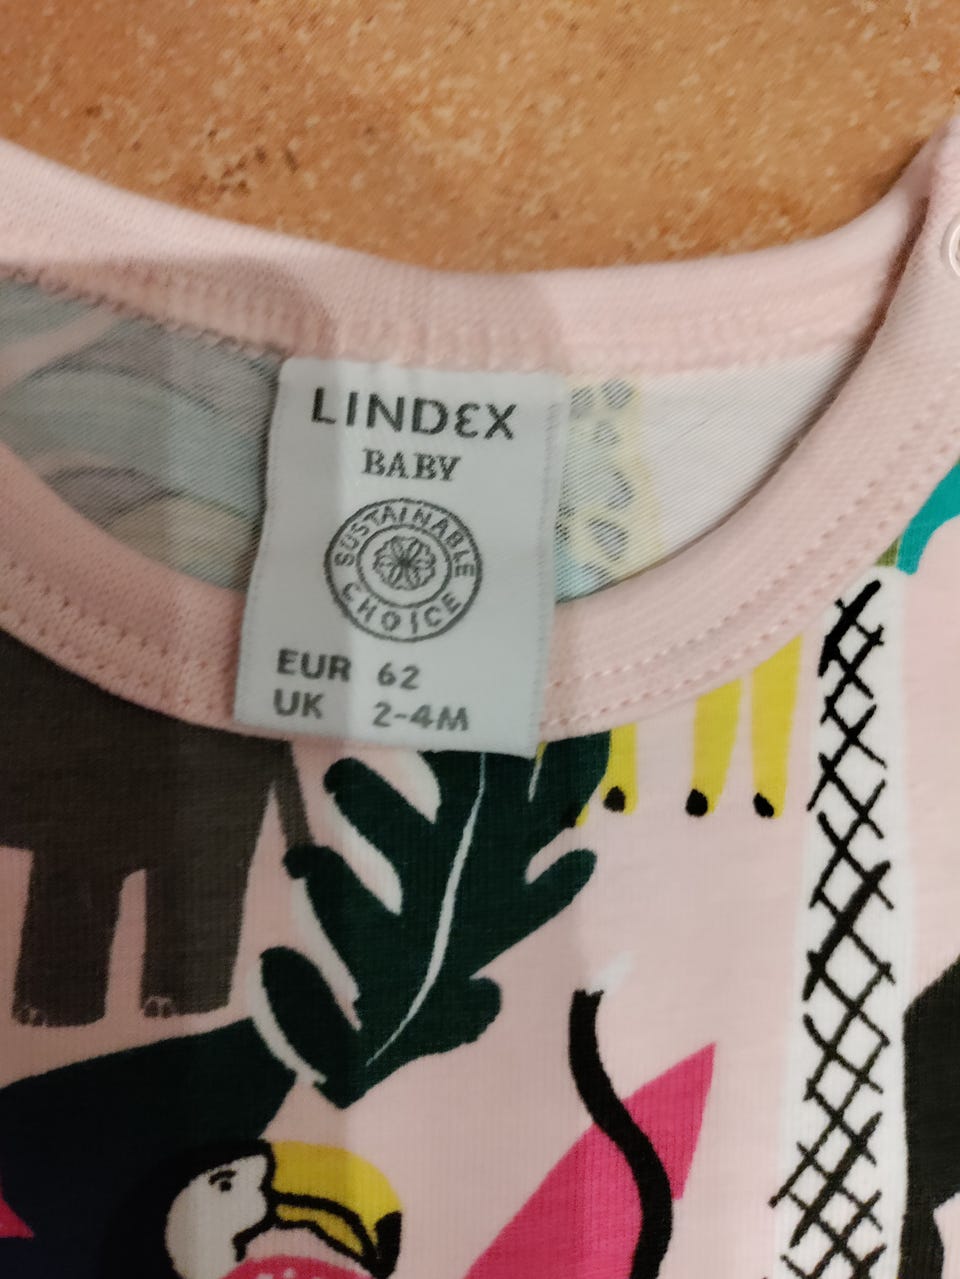 LINDEX
BABY
SUSTAINABLE
CHOICE
EUR 62
UK 2-4M